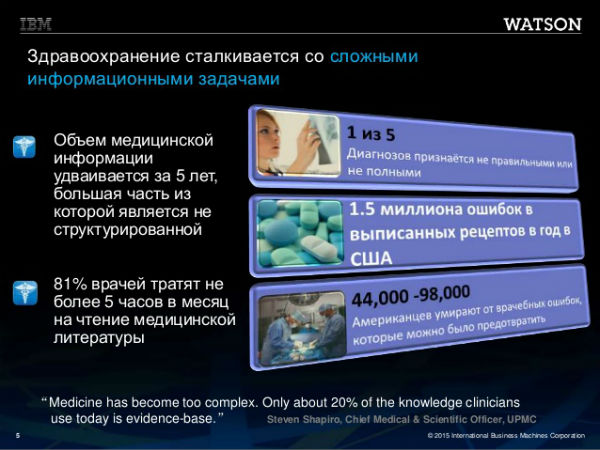 IBM
WATSON
Здравоохранение сталкивается со сложными
информационными задачами
Объем медицинской
информации
удваивается за 5 лет,
большая часть из
которой является не
структурированной
81% врачей тратят не
более 5 часов в месяц
на чтение медицинской
литературы
1 из 5
Диагнозов признаётся не правильными или
не полными
1.5 миллиона ошибок в
выписанных рецептов в год в
США
44,000 -98,000
Американцев умирают от врачебных ошибок,
которые можно было предотвратить
“Medicine has become too complex. Only about 20% of the knowledge clinicians
use today is evidence-base.” Steven Shapiro, Chief Medical & Scientific Officer, UPMC
5
© 2015 International Business Machines Corporation